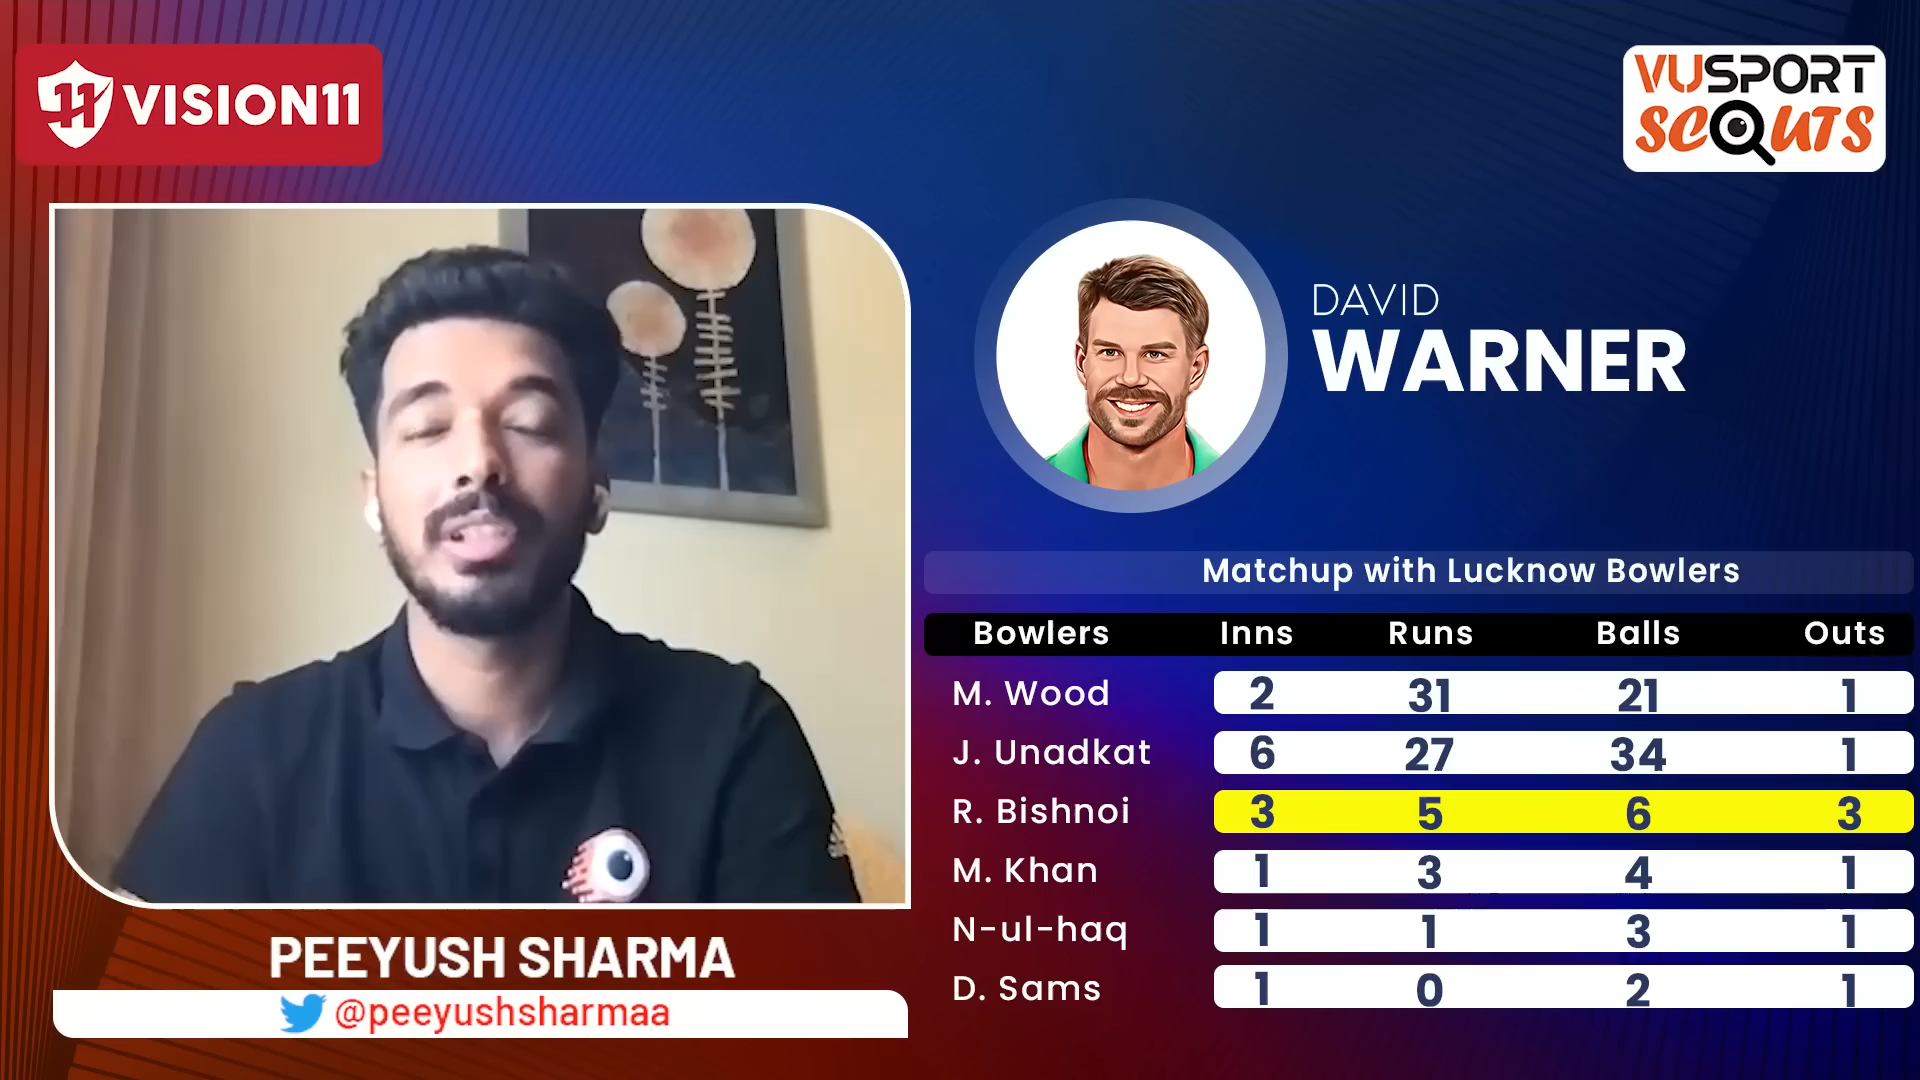 VISION11
VUSPORT
SCOUTS
DAVID
WARNER
Matchup with Lucknow Bowlers
Bowlers Inns Runs Balls Outs
M. Wood 2 31 21 1
J. Unadkat 6 27 34 1
R. Bishnoi 3 5 6 3
M. Khan 1 3 4 1
N-ul-haq 1 1 3 1
D. Sams 1 0 2 1
PEEYUSH SHARMA
@peeyushsharmaa